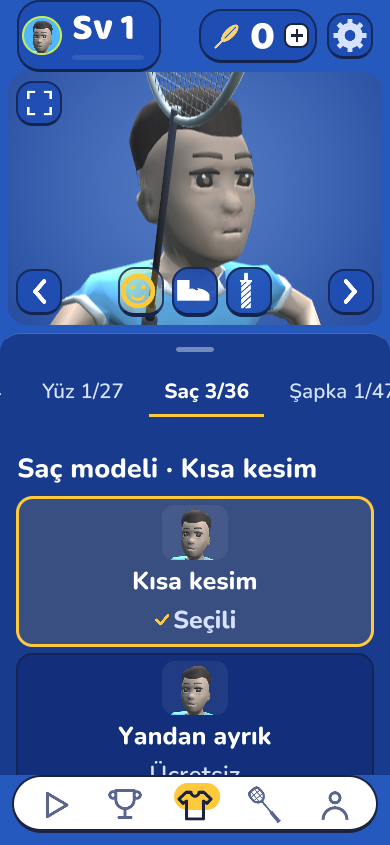 Sv 1
0
Yüz 1/27
Saç 3/36
Şapka 1/47
Saç modeli · Kısa kesim
Kısa kesim
Seçili
Yandan ayrık
Ücretsiz